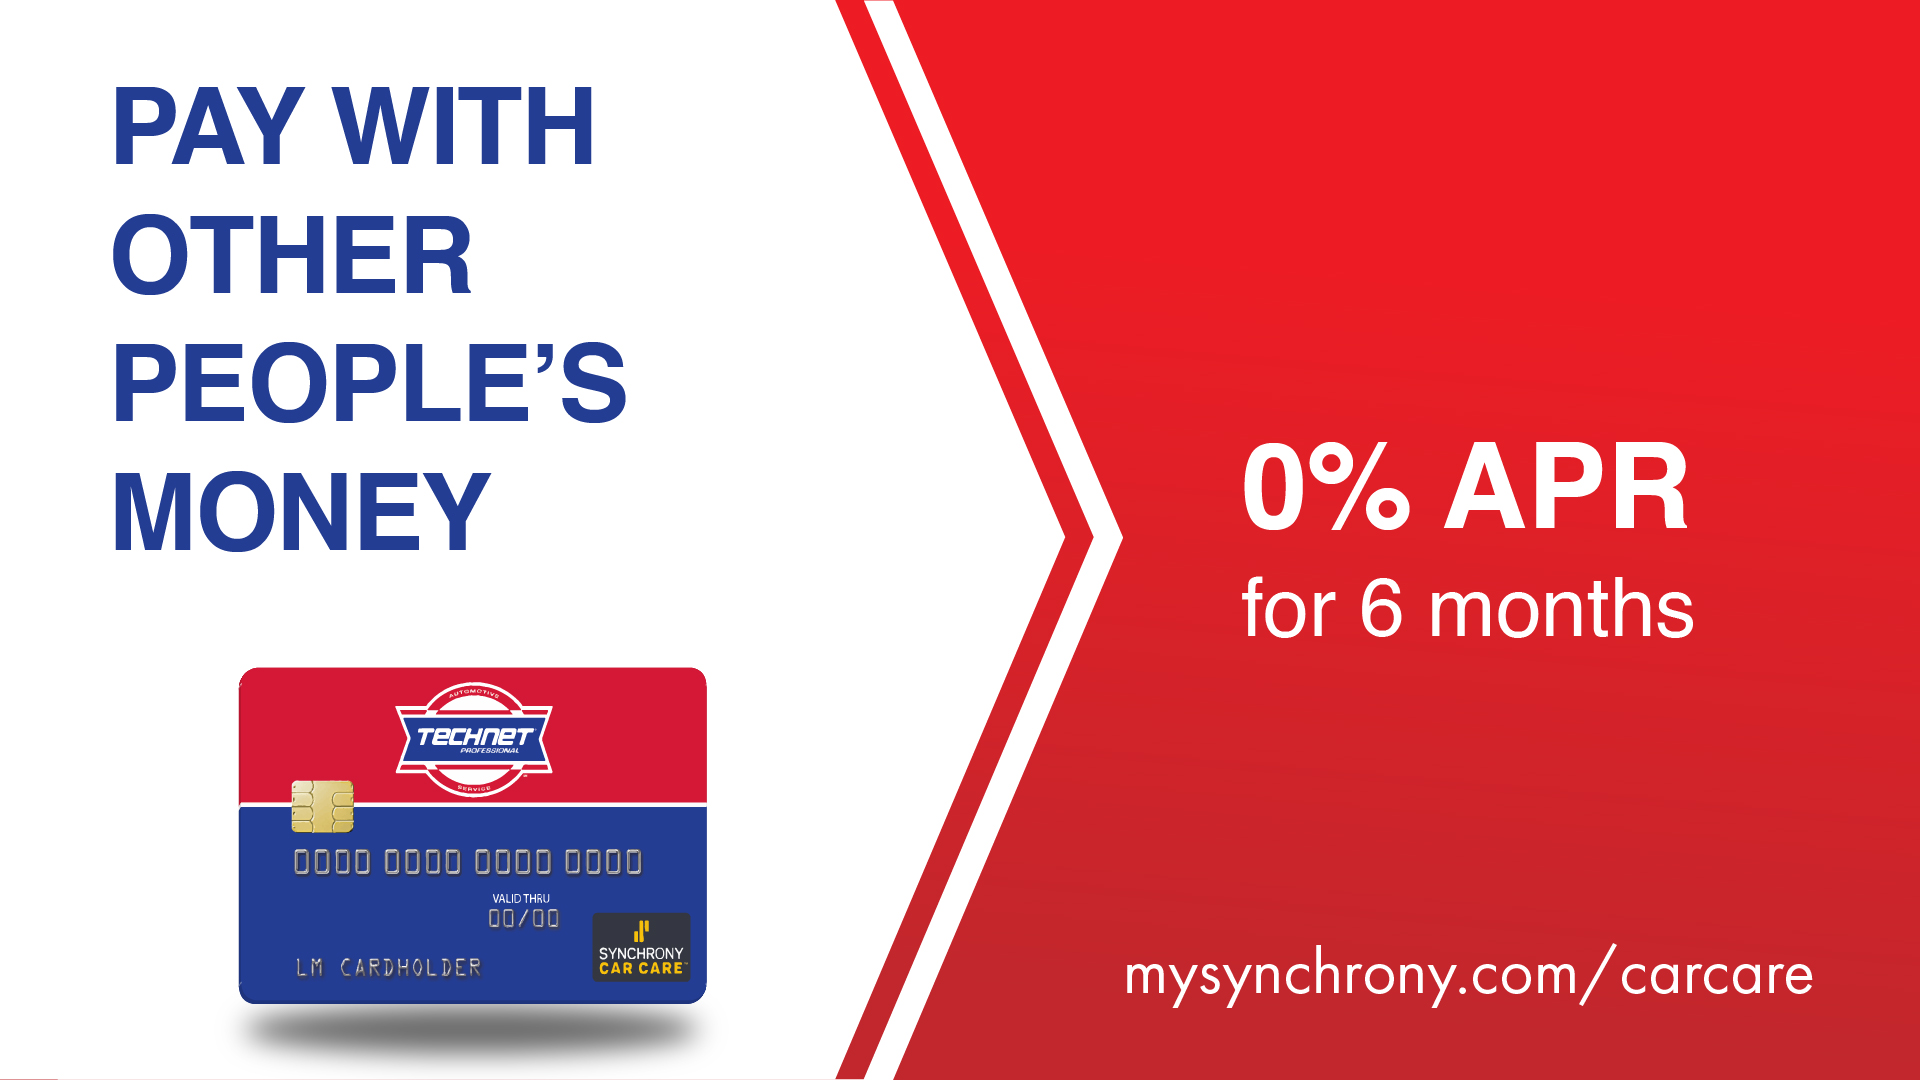 PAY WITH
OTHER
PEOPLE’S
MONEY
0% APR
for 6 months
AUTOMOTIVE
TECHNET
PROFESSIONAL
SERVICE
0000 0000 0000 0000
VALID THRU
00/00
LM CARDHOLDER
SYNCHRONY
CAR CARE™
mysynchrony.com/carcare